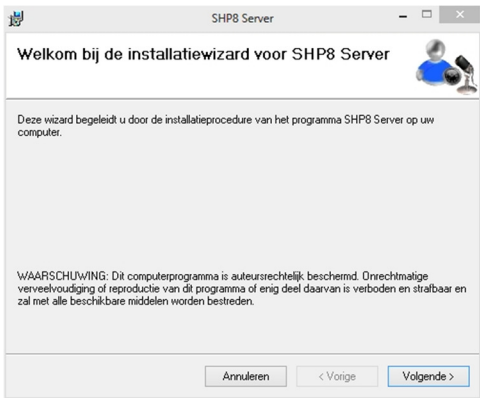 SHP8 Server
Welkom bij de installatiewizard voor SHP8 Server
Deze wizard begeleidt u door de installatieprocedure van het programma SHP8 Server op uw
computer.
WAARSCHUWING: Dit computerprogramma is auteursrechtelijk beschermd. Onrechtmatige
verveelvoudiging of reproductie van dit programma of enig deel daarvan is verboden en strafbaar en
zal met alle beschikbare middelen worden bestreden.
Annuleren
< Vorige
Volgende >